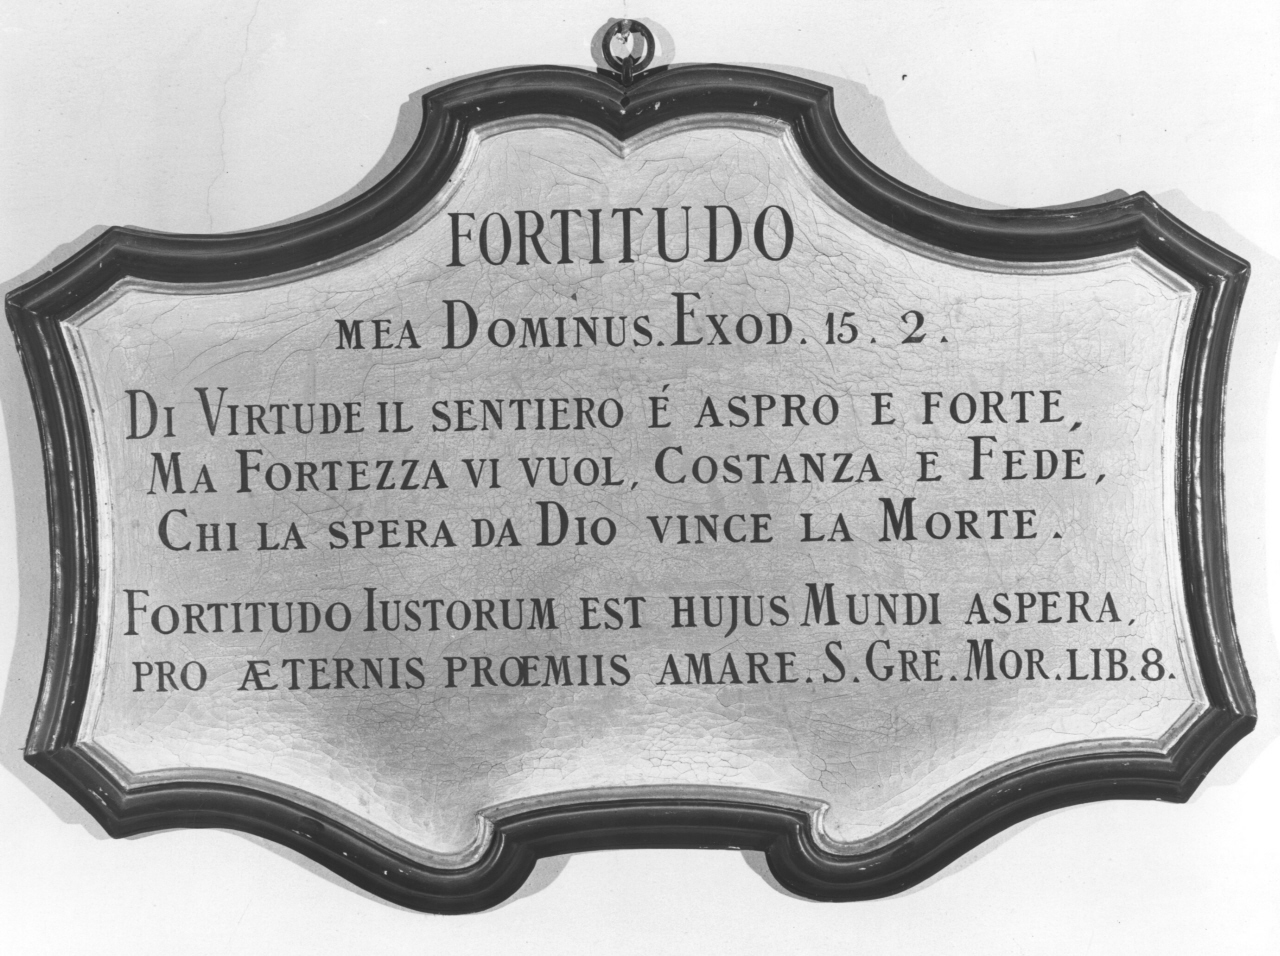 FORTITUDO
MEA DOMINUS. EXOD. 15. 2.
DI VIRTUDE IL SENTIERO É ASPRO E FORTE,
MA FORTEZZA VI VUOL, COSTANZA E FEDE,
CHI LA SPERA DA DIO VINCE LA MORTE.
FORTITUDO IUSTORUM EST HUJUS MUNDI ASPERA,
PRO ÆTERNIS PRŒMIIS AMARE. S. GRE. MOR. LIB. 8.